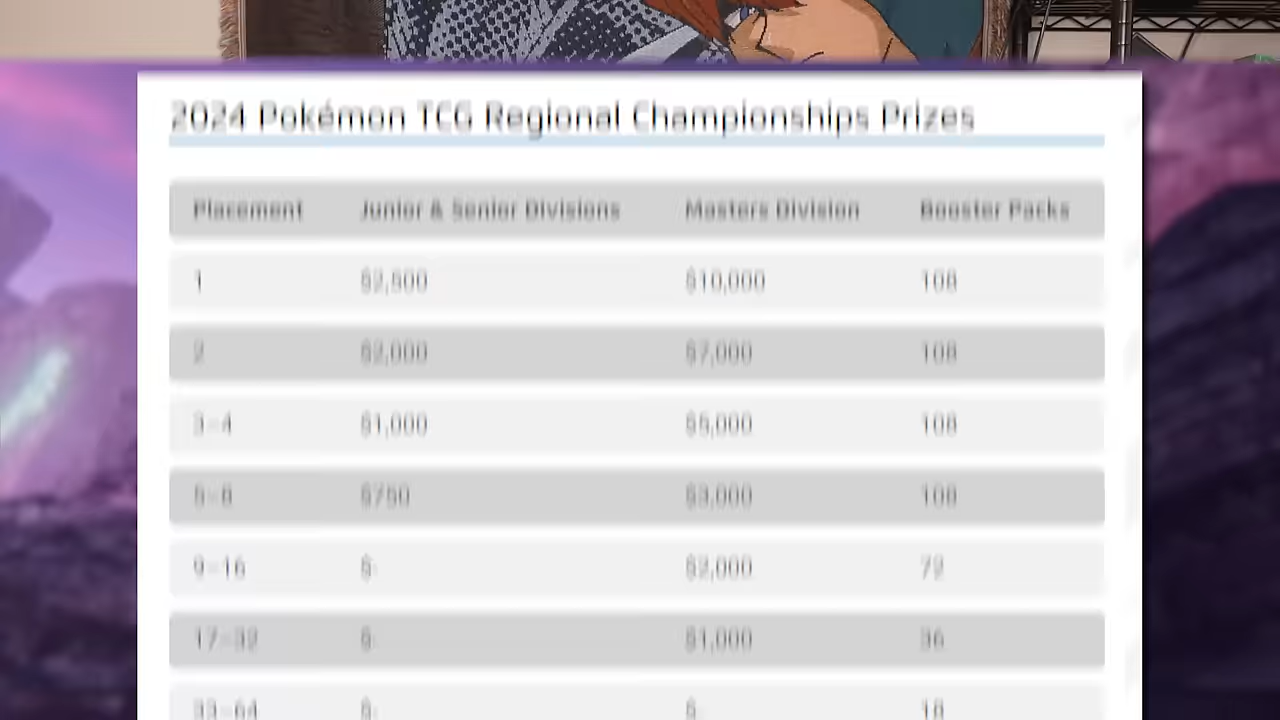 2024 Pokémon TCG Regional Championships Prizes
Placement Junior & Senior Divisions Masters Division Booster Packs
1 $2,500 $10,000 108
2 $2,000 $7,000 108
3-4 $1,000 $5,000 108
5-8 $750 $3,000 108
9-16 $- $2,000 72
17-32 $- $1,000 36
33-64 $- $- 18